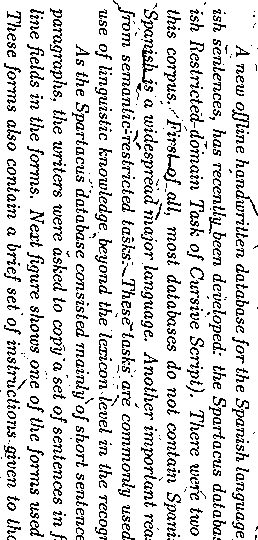 A new offline handwritten database for the Spanish language
ish sentences, has recently been developed: the Spartacus databas
ish Restricted-domain Task of Cursive Script). There were two
this corpus. First of all, most databases do not contain Spani
Spanish is a widespread major language. Another important rea
from semantic-restricted tasks. These tasks are commonly used
use of linguistic knowledge beyond the lexicon level in the recogn
As the Spartacus database consisted mainly of short sentence
paragraphs, the writers were asked to copy a set of sentences in f
line fields in the forms. Next figure shows one of the forms used
These forms also contain a brief set of instructions given to the